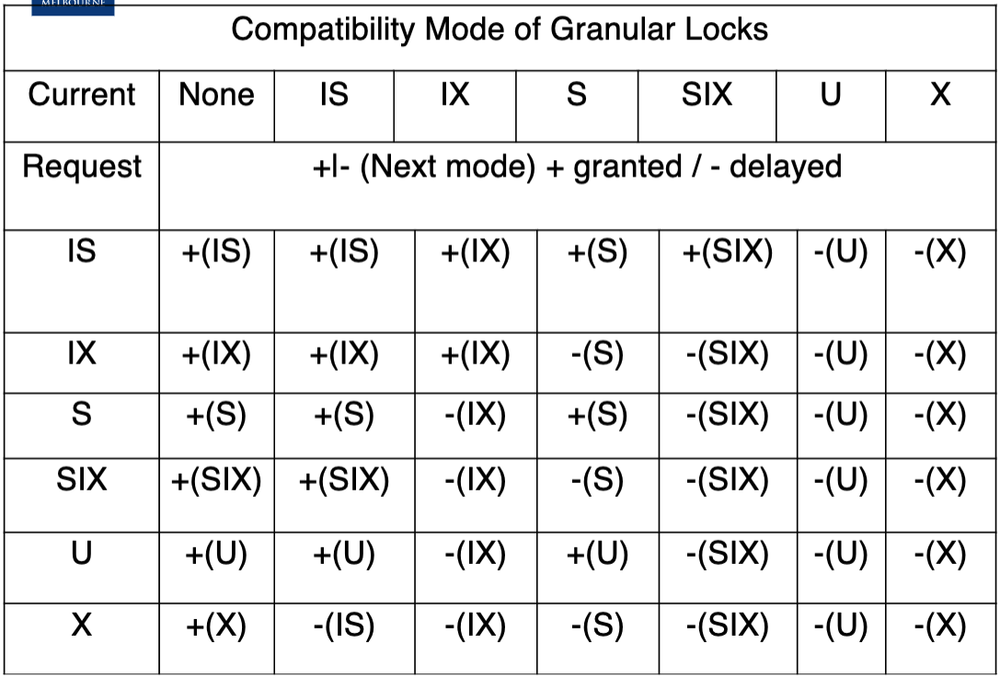 MELBOURNE
Compatibility Mode of Granular Locks
Current None IS IX S SIX U X
Request +l- (Next mode) + granted / - delayed
IS +(IS) +(IS) +(IX) +(S) +(SIX) -(U) -(X)
IX +(IX) +(IX) +(IX) -(S) -(SIX) -(U) -(X)
S +(S) +(S) -(IX) +(S) -(SIX) -(U) -(X)
SIX +(SIX) +(SIX) -(IX) -(S) -(SIX) -(U) -(X)
U +(U) +(U) -(IX) +(U) -(SIX) -(U) -(X)
X +(X) -(IS) -(IX) -(S) -(SIX) -(U) -(X)